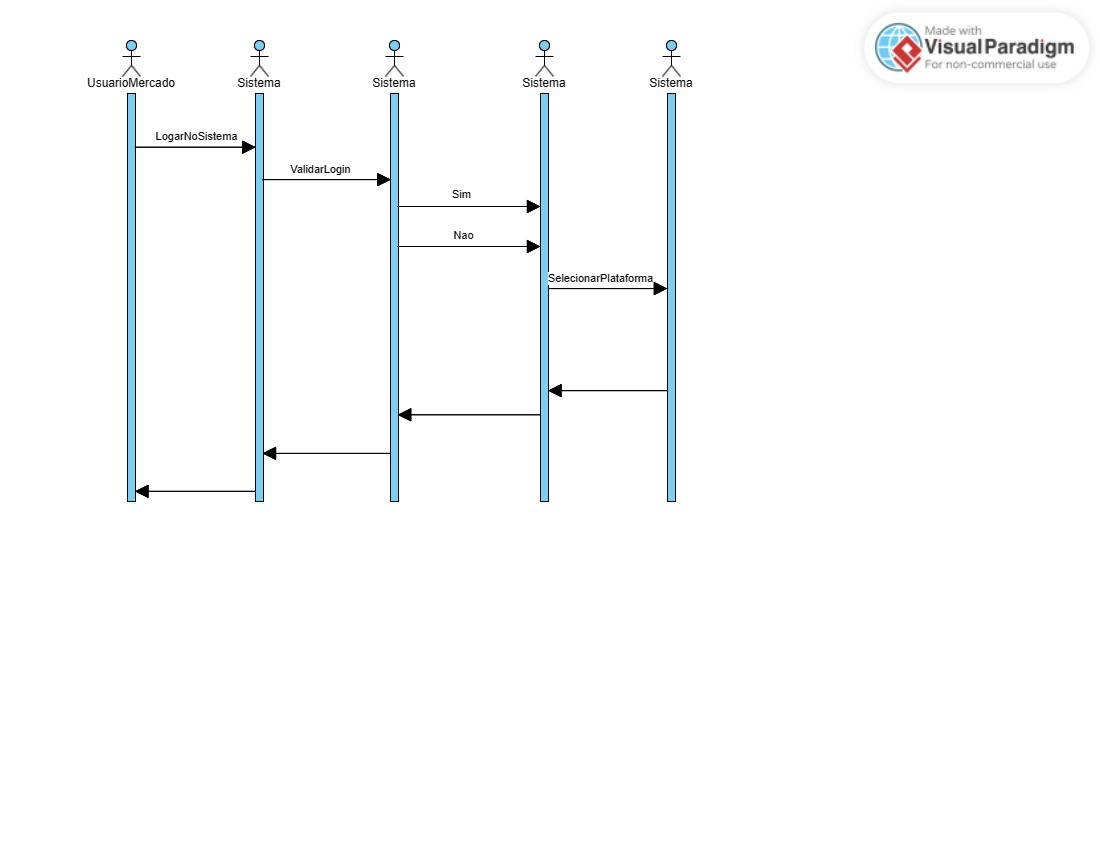 Made with
Visual Paradigm
For non-commercial use
UsuarioMercado
Sistema
Sistema
Sistema
Sistema
LogarNoSistema
ValidarLogin
Sim
Nao
SelecionarPlataforma